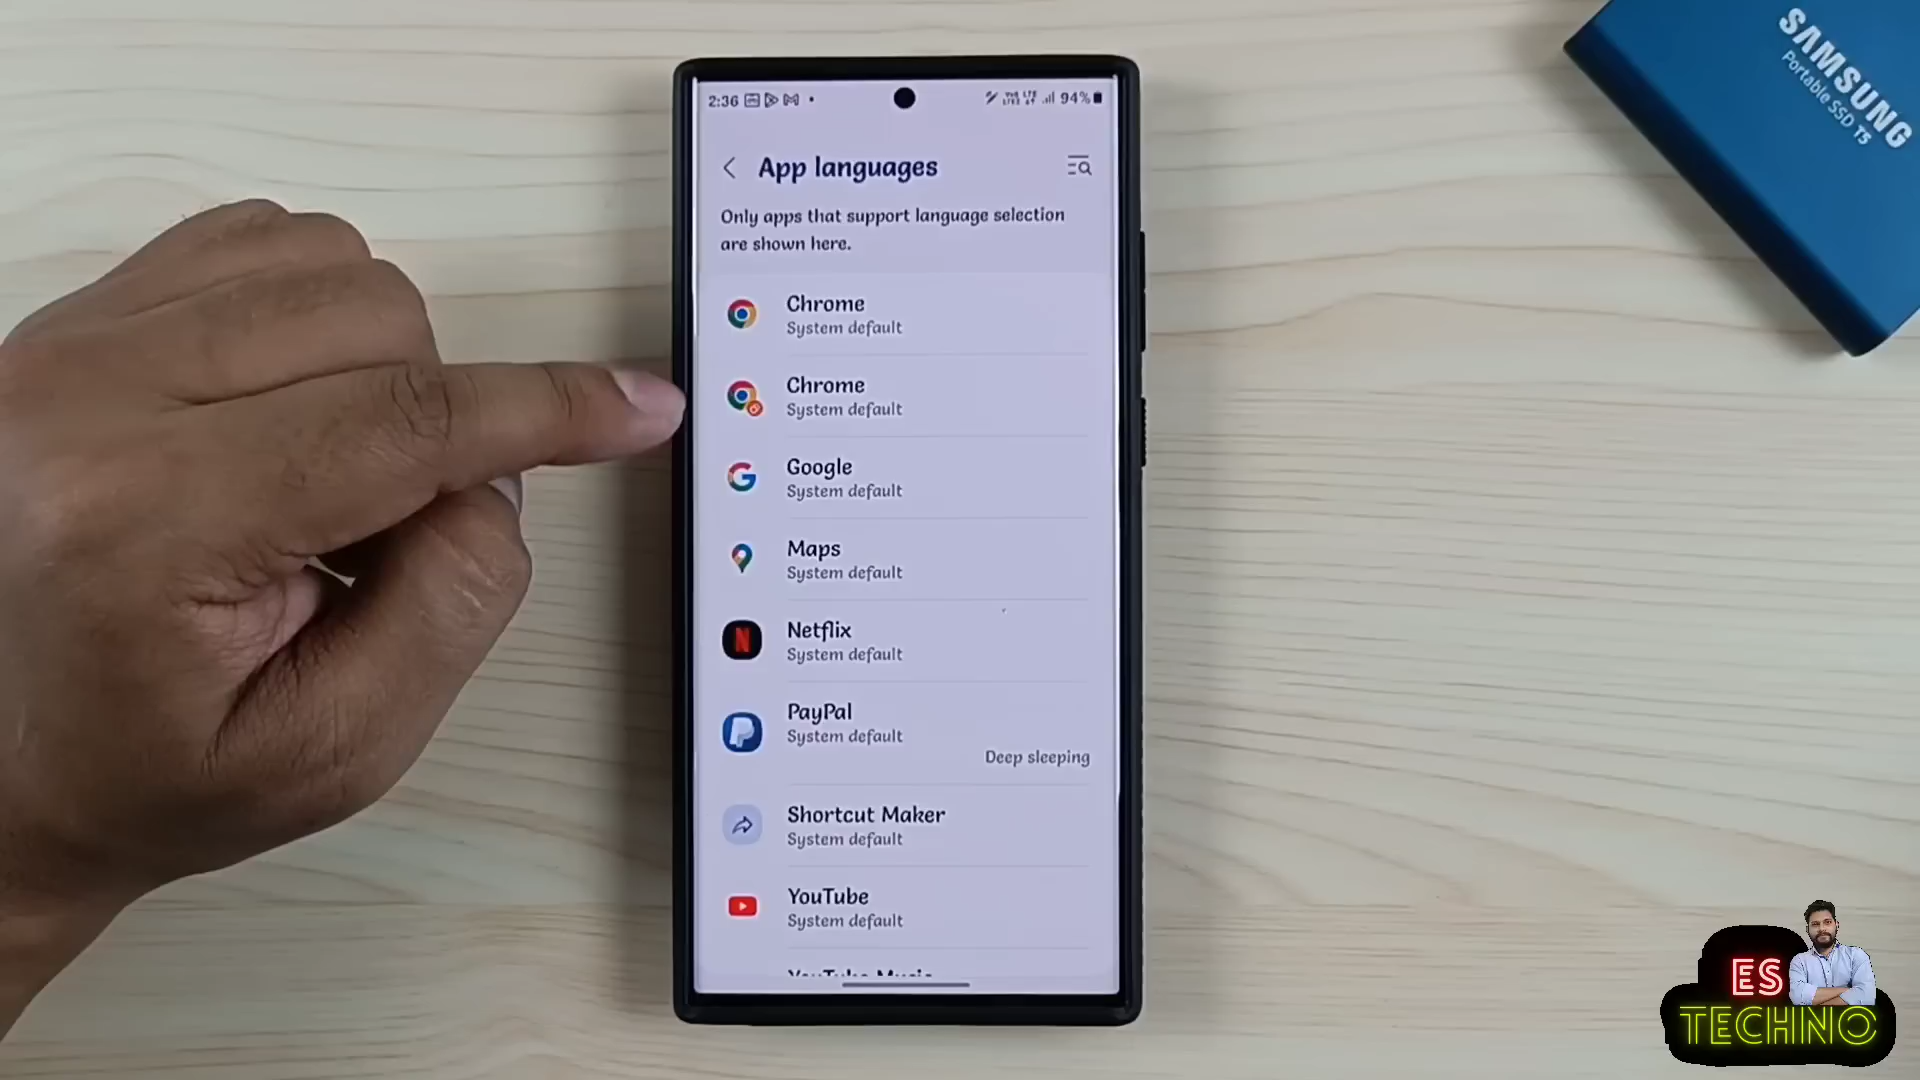 2:36
94%
App languages
Only apps that support language selection
are shown here.
Chrome
System default
Chrome
System default
Google
System default
Maps
System default
Netflix
System default
PayPal
System default
Deep sleeping
Shortcut Maker
System default
YouTube
System default
YouTube Music
SAMSUNG
Portable SSD T5
ES
TECHNO